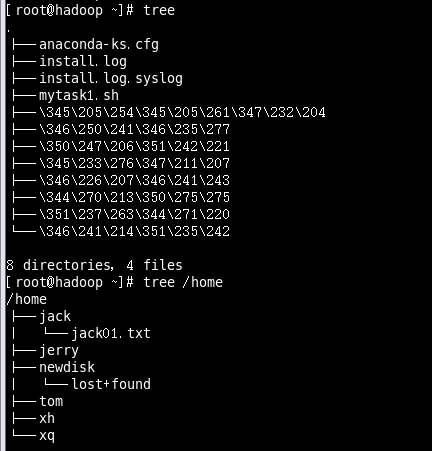 [root@hadoop ~]# tree
.
├── anaconda-ks.cfg
├── install.log
├── install.log.syslog
├── mytask1.sh
├── \345\205\254\345\205\261\347\232\204
├── \346\250\241\346\235\277
├── \350\247\206\351\242\221
├── \345\233\276\347\211\207
├── \346\226\207\346\241\243
├── \344\270\213\350\275\275
├── \351\237\263\344\271\220
└── \346\241\214\351\235\242

8 directories, 4 files
[root@hadoop ~]# tree /home
/home
├── jack
│   └── jack01.txt
├── jerry
├── newdisk
│   └── lost+found
├── tom
├── xh
└── xq